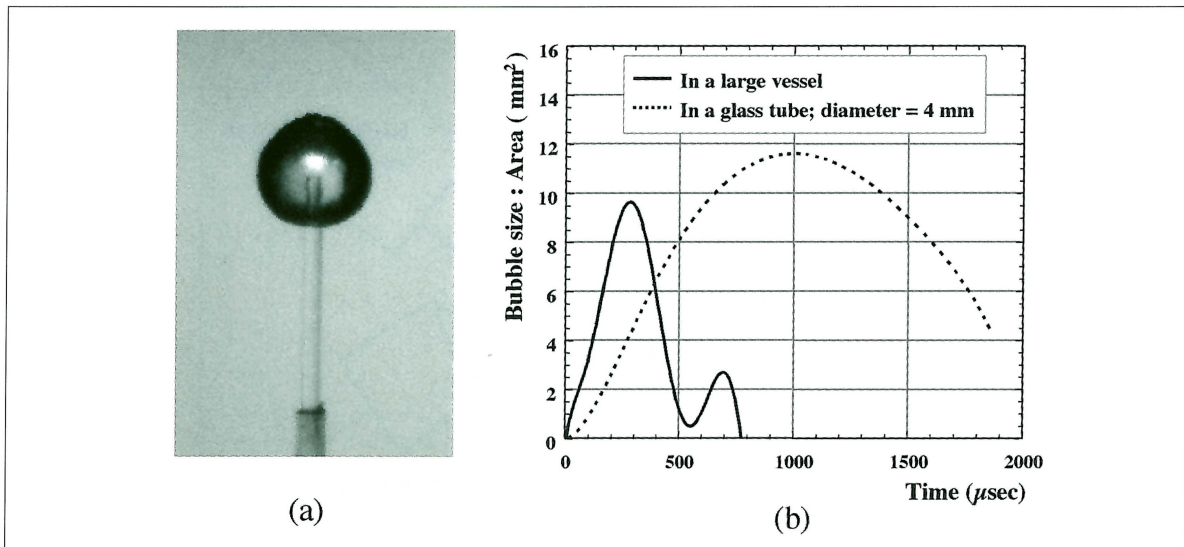 16
14
12
10
8
6
4
2
0
Bubble size : Area ( mm²)
In a large vessel
In a glass tube; diameter = 4 mm
0 500 1000 1500 2000
Time (μsec)
(a)
(b)